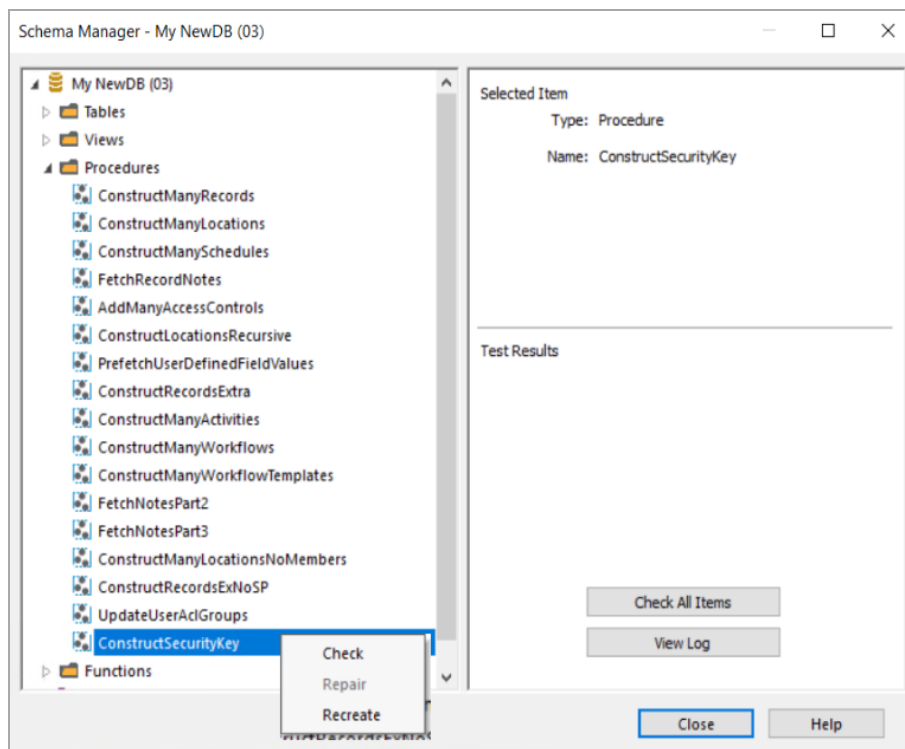 Schema Manager - My NewDB (03)
My NewDB (03)
Tables
Views
Procedures
ConstructManyRecords
ConstructManyLocations
ConstructManySchedules
FetchRecordNotes
AddManyAccessControls
ConstructLocationsRecursive
PrefetchUserDefinedFieldValues
ConstructRecordsExtra
ConstructManyActivities
ConstructManyWorkflows
ConstructManyWorkflowTemplates
FetchNotesPart2
FetchNotesPart3
ConstructManyLocationsNoMembers
ConstructRecordsExNoSP
UpdateUserAclGroups
ConstructSecurityKey
Functions
Check
Repair
Recreate
Selected Item
Type: Procedure
Name: ConstructSecurityKey
Test Results
Check All Items
View Log
Close
Help